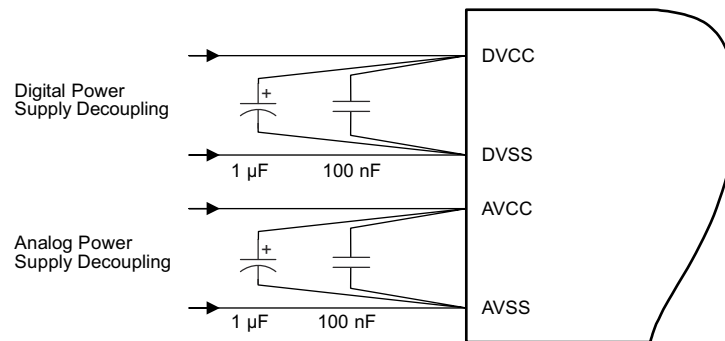 DVCC
Digital Power
Supply Decoupling
+
DVSS
1 µF
100 nF
AVCC
Analog Power
Supply Decoupling
+
AVSS
1 µF
100 nF